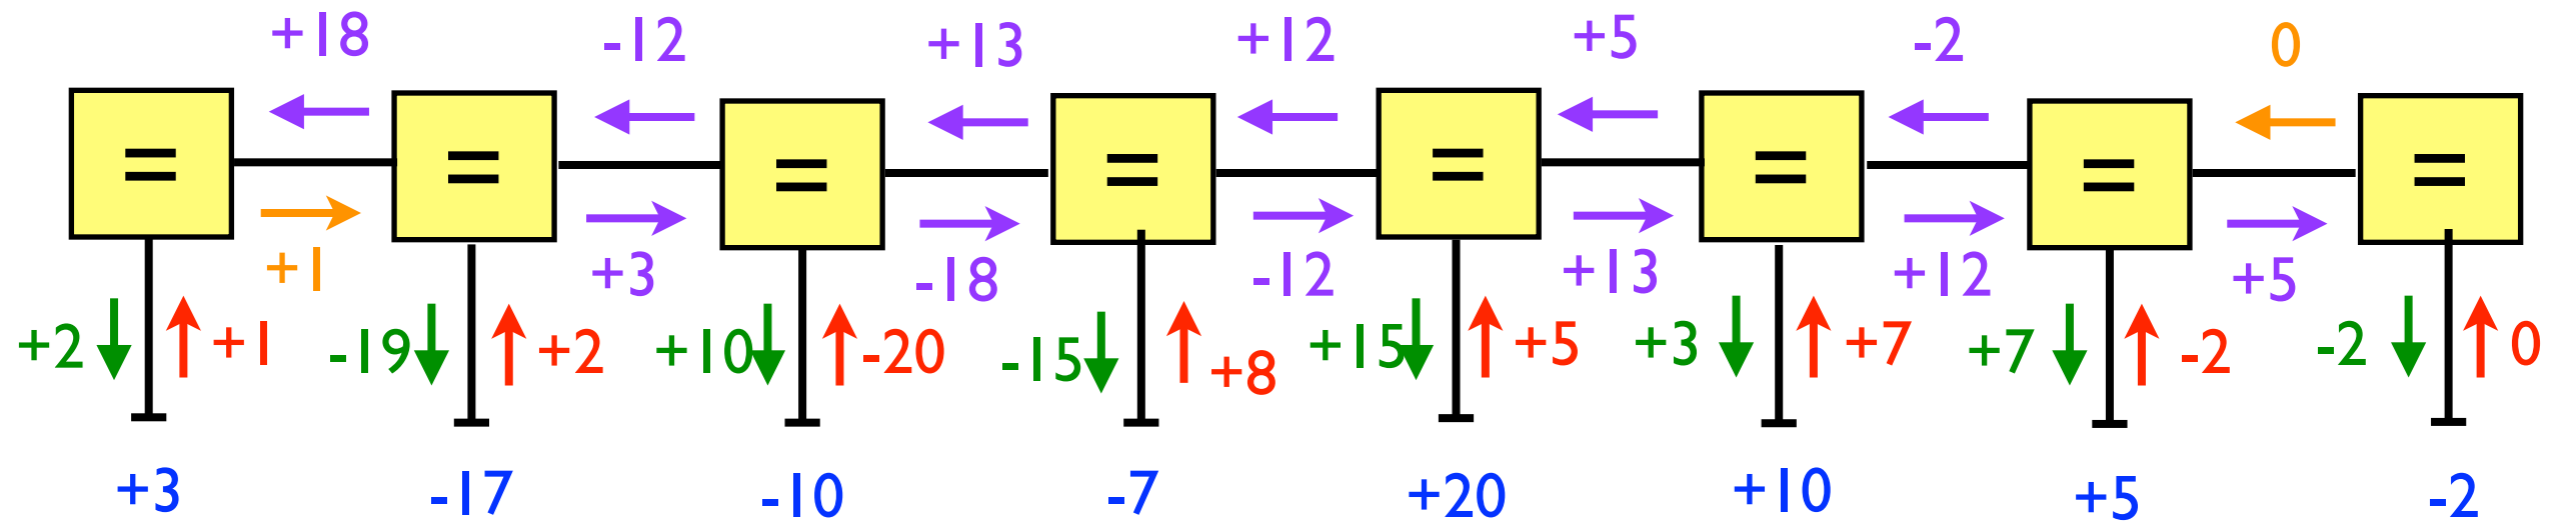 +18 -12 +13 +12 +5 -2 0
= = = = = = = =
+1 +3 -18 -12 +13 +12 +5
+2 +1 -19 +2 +10 -20 -15 +8 +15 +5 +3 +7 +7 -2 -2 0
+3 -17 -10 -7 +20 +10 +5 -2